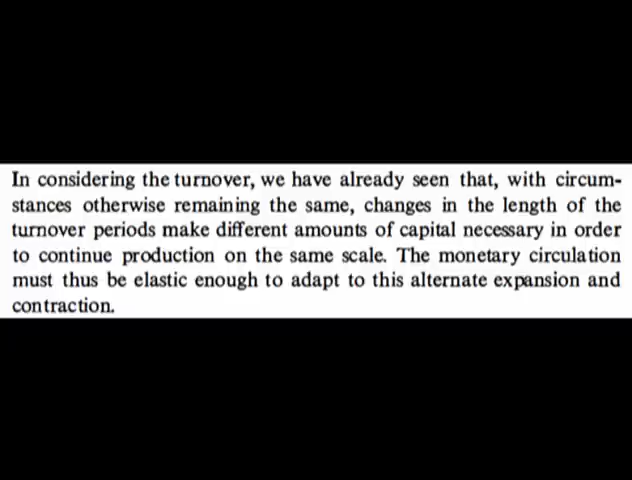 In considering the turnover, we have already seen that, with circum-
stances otherwise remaining the same, changes in the length of the
turnover periods make different amounts of capital necessary in order
to continue production on the same scale. The monetary circulation
must thus be elastic enough to adapt to this alternate expansion and
contraction.